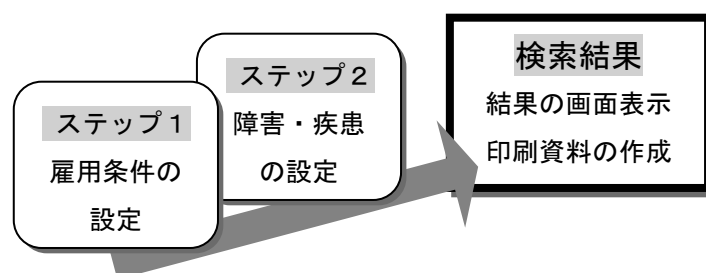 ステップ1
雇用条件の
設定
ステップ2
障害・疾患
の設定
検索結果
結果の画面表示
印刷資料の作成